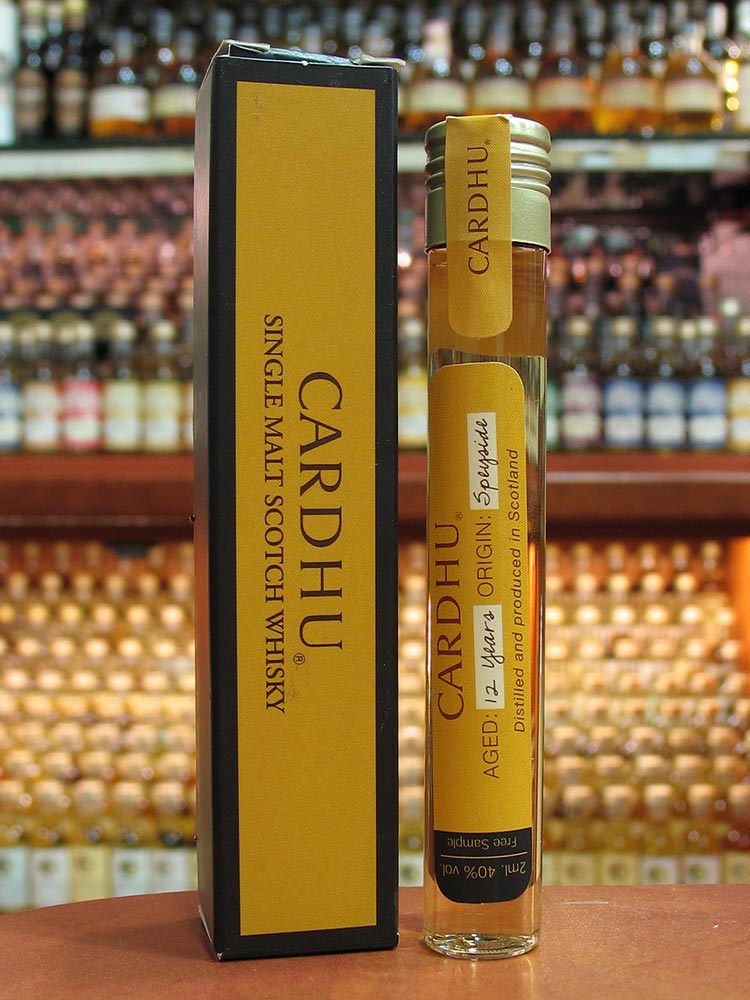 CARDHU®
SINGLE MALT SCOTCH WHISKY
CARDHU®
CARDHU®
AGED: 12 Years ORIGIN: Speyside
Distilled and produced in Scotland
Free Sample
2ml. 40% vol.